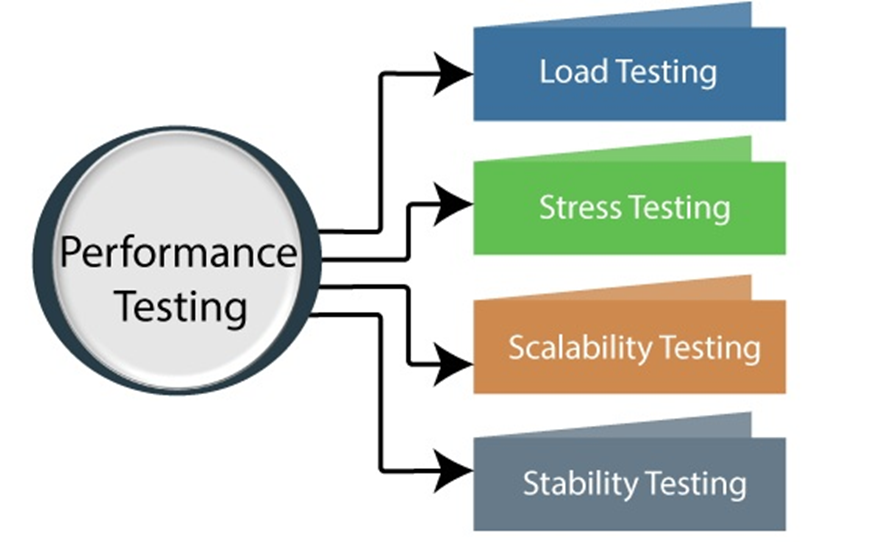 Performance
Testing
Load Testing
Stress Testing
Scalability Testing
Stability Testing